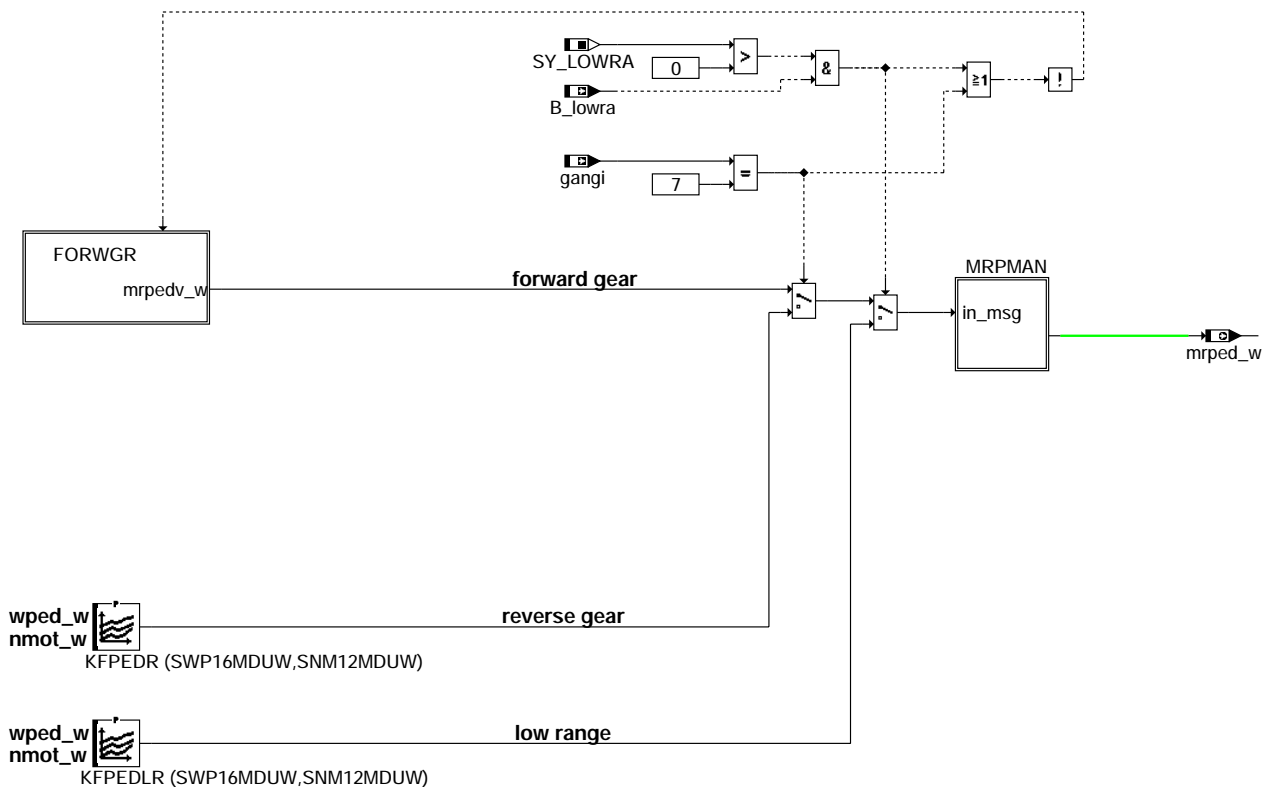 SY_LOWRA
>
0
&
B_lowra
≥1
!
gangi
=
7
FORWGR
mrpedv_w
forward gear
MRPMAN
in_msg
mrped_w
wped_w
nmot_w
P
reverse gear
KFPEDR (SWP16MDUW,SNM12MDUW)
wped_w
nmot_w
P
low range
KFPEDLR (SWP16MDUW,SNM12MDUW)